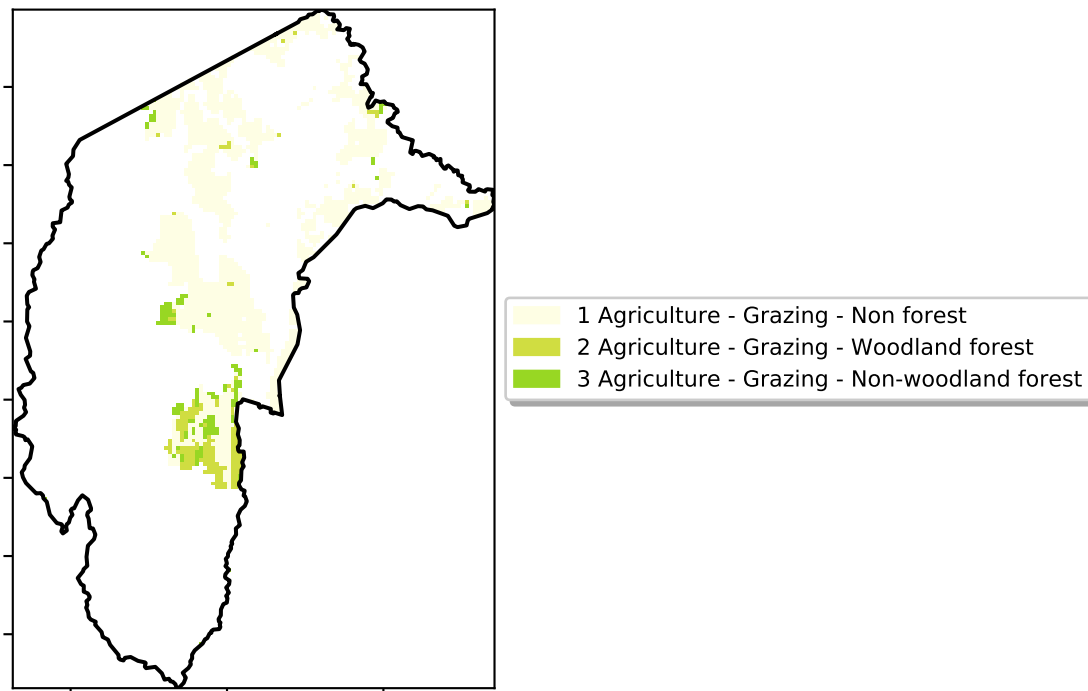 1 Agriculture - Grazing - Non forest
2 Agriculture - Grazing - Woodland forest
3 Agriculture - Grazing - Non-woodland forest